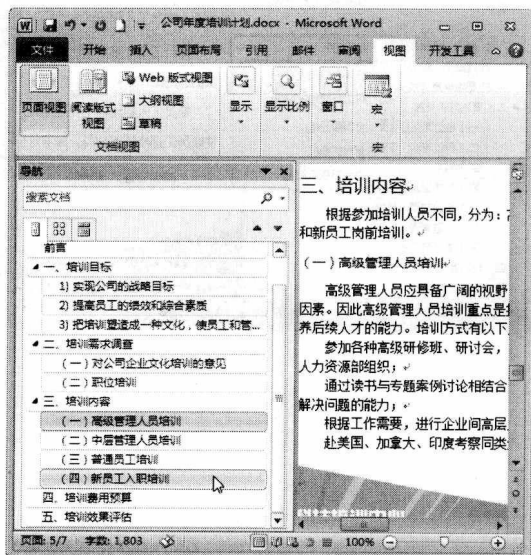 公司年度培训计划.docx - Microsoft Word
文件 开始 插入 页面布局 引用 邮件 审阅 视图 开发工具
页面视图 阅读版式视图 Web 版式视图 大纲视图 草稿 显示 显示比例 窗口 宏
文档视图 宏
导航
搜索文档
前言
一、培训目标
1) 实现公司的战略目标
2) 提高员工的绩效和综合素质
3) 把培训塑造成一种文化，使员工和管...
二、培训需求调查
（一）对公司企业文化培训的意见
（二）职位培训
三、培训内容
（一）高级管理人员培训
（二）中层管理人员培训
（三）普通员工培训
（四）新员工入职培训
四、培训费用预算
五、培训效果评估
三、培训内容
根据参加培训人员不同，分为：
和新员工岗前培训。
（一）高级管理人员培训
高级管理人员应具备广阔的视野
因素。因此高级管理人员培训重点是
养后续人才的能力。培训方式有以下
参加各种高级研修班、研讨会，
人力资源部组织；
通过读书与专题案例讨论相结合
解决问题的能力；
根据工作需要，进行企业间高层
赴美国、加拿大、印度考察同类
页面: 5/7 字数: 1,803 100%